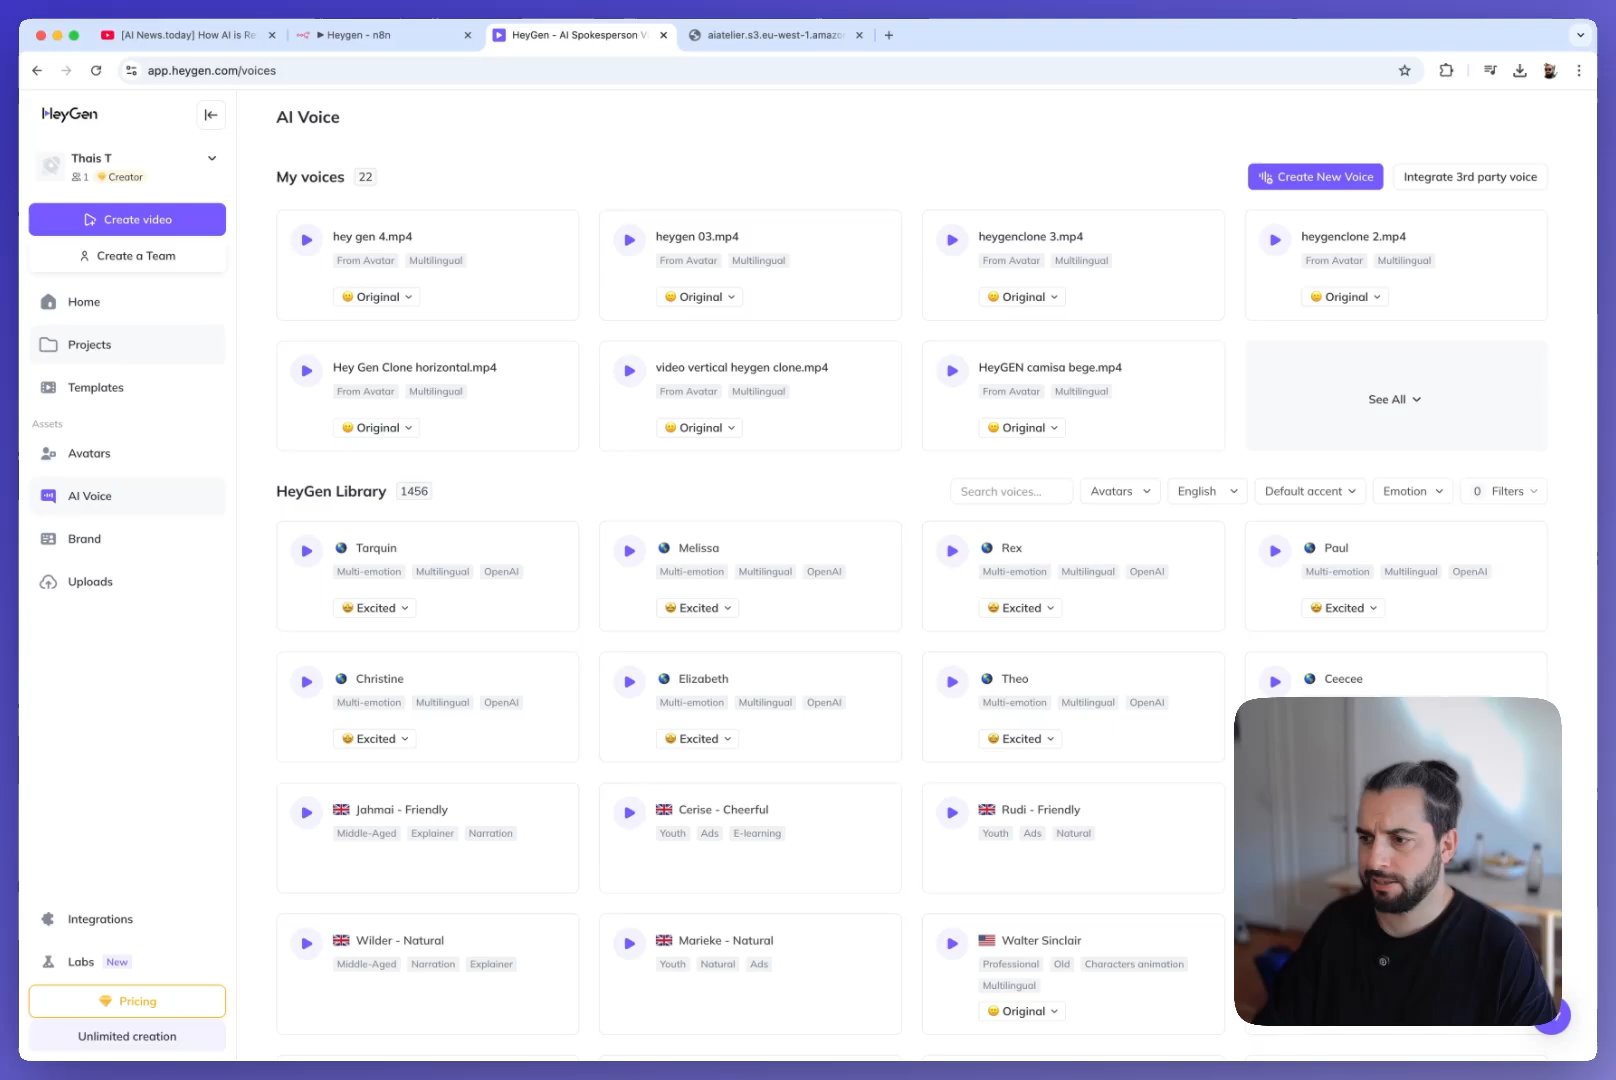 [AI News.today] How AI is Re
Heygen - n8n
HeyGen - AI Spokesperson Vi
aiatelier.s3.eu-west-1.amazo
app.heygen.com/voices
HeyGen
Thais T
1 Creator
Create video
Create a Team
Home
Projects
Templates
Assets
Avatars
AI Voice
Brand
Uploads
Integrations
Labs New
Pricing
Unlimited creation
AI Voice
My voices 22
Create New Voice
Integrate 3rd party voice
hey gen 4.mp4
From Avatar Multilingual
Original
heygen 03.mp4
From Avatar Multilingual
Original
heygenclone 3.mp4
From Avatar Multilingual
Original
heygenclone 2.mp4
From Avatar Multilingual
Original
Hey Gen Clone horizontal.mp4
From Avatar Multilingual
Original
video vertical heygen clone.mp4
From Avatar Multilingual
Original
HeyGEN camisa bege.mp4
From Avatar Multilingual
Original
See All
HeyGen Library 1456
Search voices...
Avatars
English
Default accent
Emotion
0 Filters
Tarquin
Multi-emotion Multilingual OpenAI
Excited
Melissa
Multi-emotion Multilingual OpenAI
Excited
Rex
Multi-emotion Multilingual OpenAI
Excited
Paul
Multi-emotion Multilingual OpenAI
Excited
Christine
Multi-emotion Multilingual OpenAI
Excited
Elizabeth
Multi-emotion Multilingual OpenAI
Excited
Theo
Multi-emotion Multilingual OpenAI
Excited
Ceecee
Jahmai - Friendly
Middle-Aged Explainer Narration
Cerise - Cheerful
Youth Ads E-learning
Rudi - Friendly
Youth Ads Natural
Wilder - Natural
Middle-Aged Narration Explainer
Marieke - Natural
Youth Natural Ads
Walter Sinclair
Professional Old Characters animation
Multilingual
Original